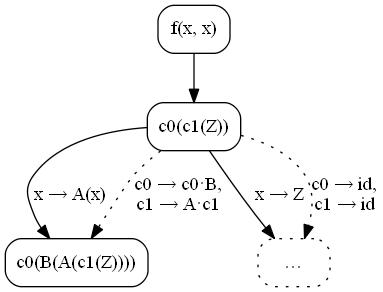 f(x, x)
c0(c1(Z))
x → A(x)
c0 → c0·B,
c1 → A·c1
x → Z
c0 → id,
c1 → id
c0(B(A(c1(Z))))
...